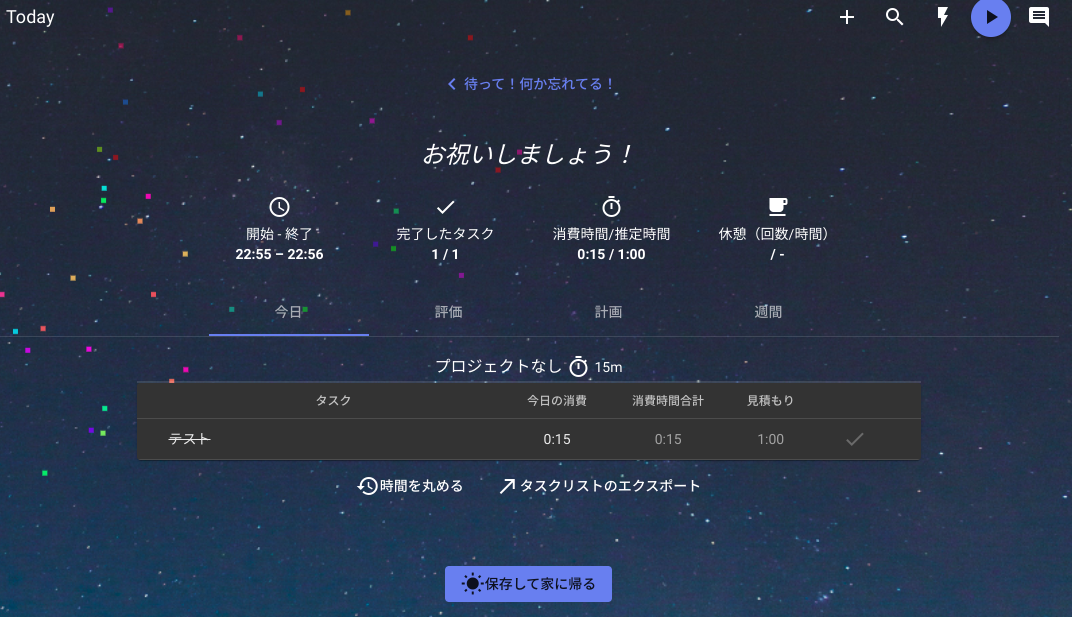 Today
待って！何か忘れてる！
お祝いしましょう！
開始 - 終了 完了したタスク 消費時間/推定時間 休憩（回数/時間）
22:55 – 22:56 1 / 1 0:15 / 1:00 / -
今日 評価 計画 週間
プロジェクトなし 15m
タスク 今日の消費 消費時間合計 見積もり
テスト 0:15 0:15 1:00
時間を丸める タスクリストのエクスポート
保存して家に帰る